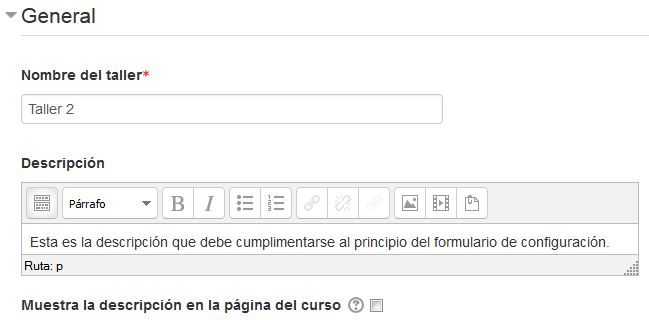 General
Nombre del taller*
Taller 2
Descripción
Párrafo B I
Esta es la descripción que debe cumplimentarse al principio del formulario de configuración.
Ruta: p
Muestra la descripción en la página del curso ?